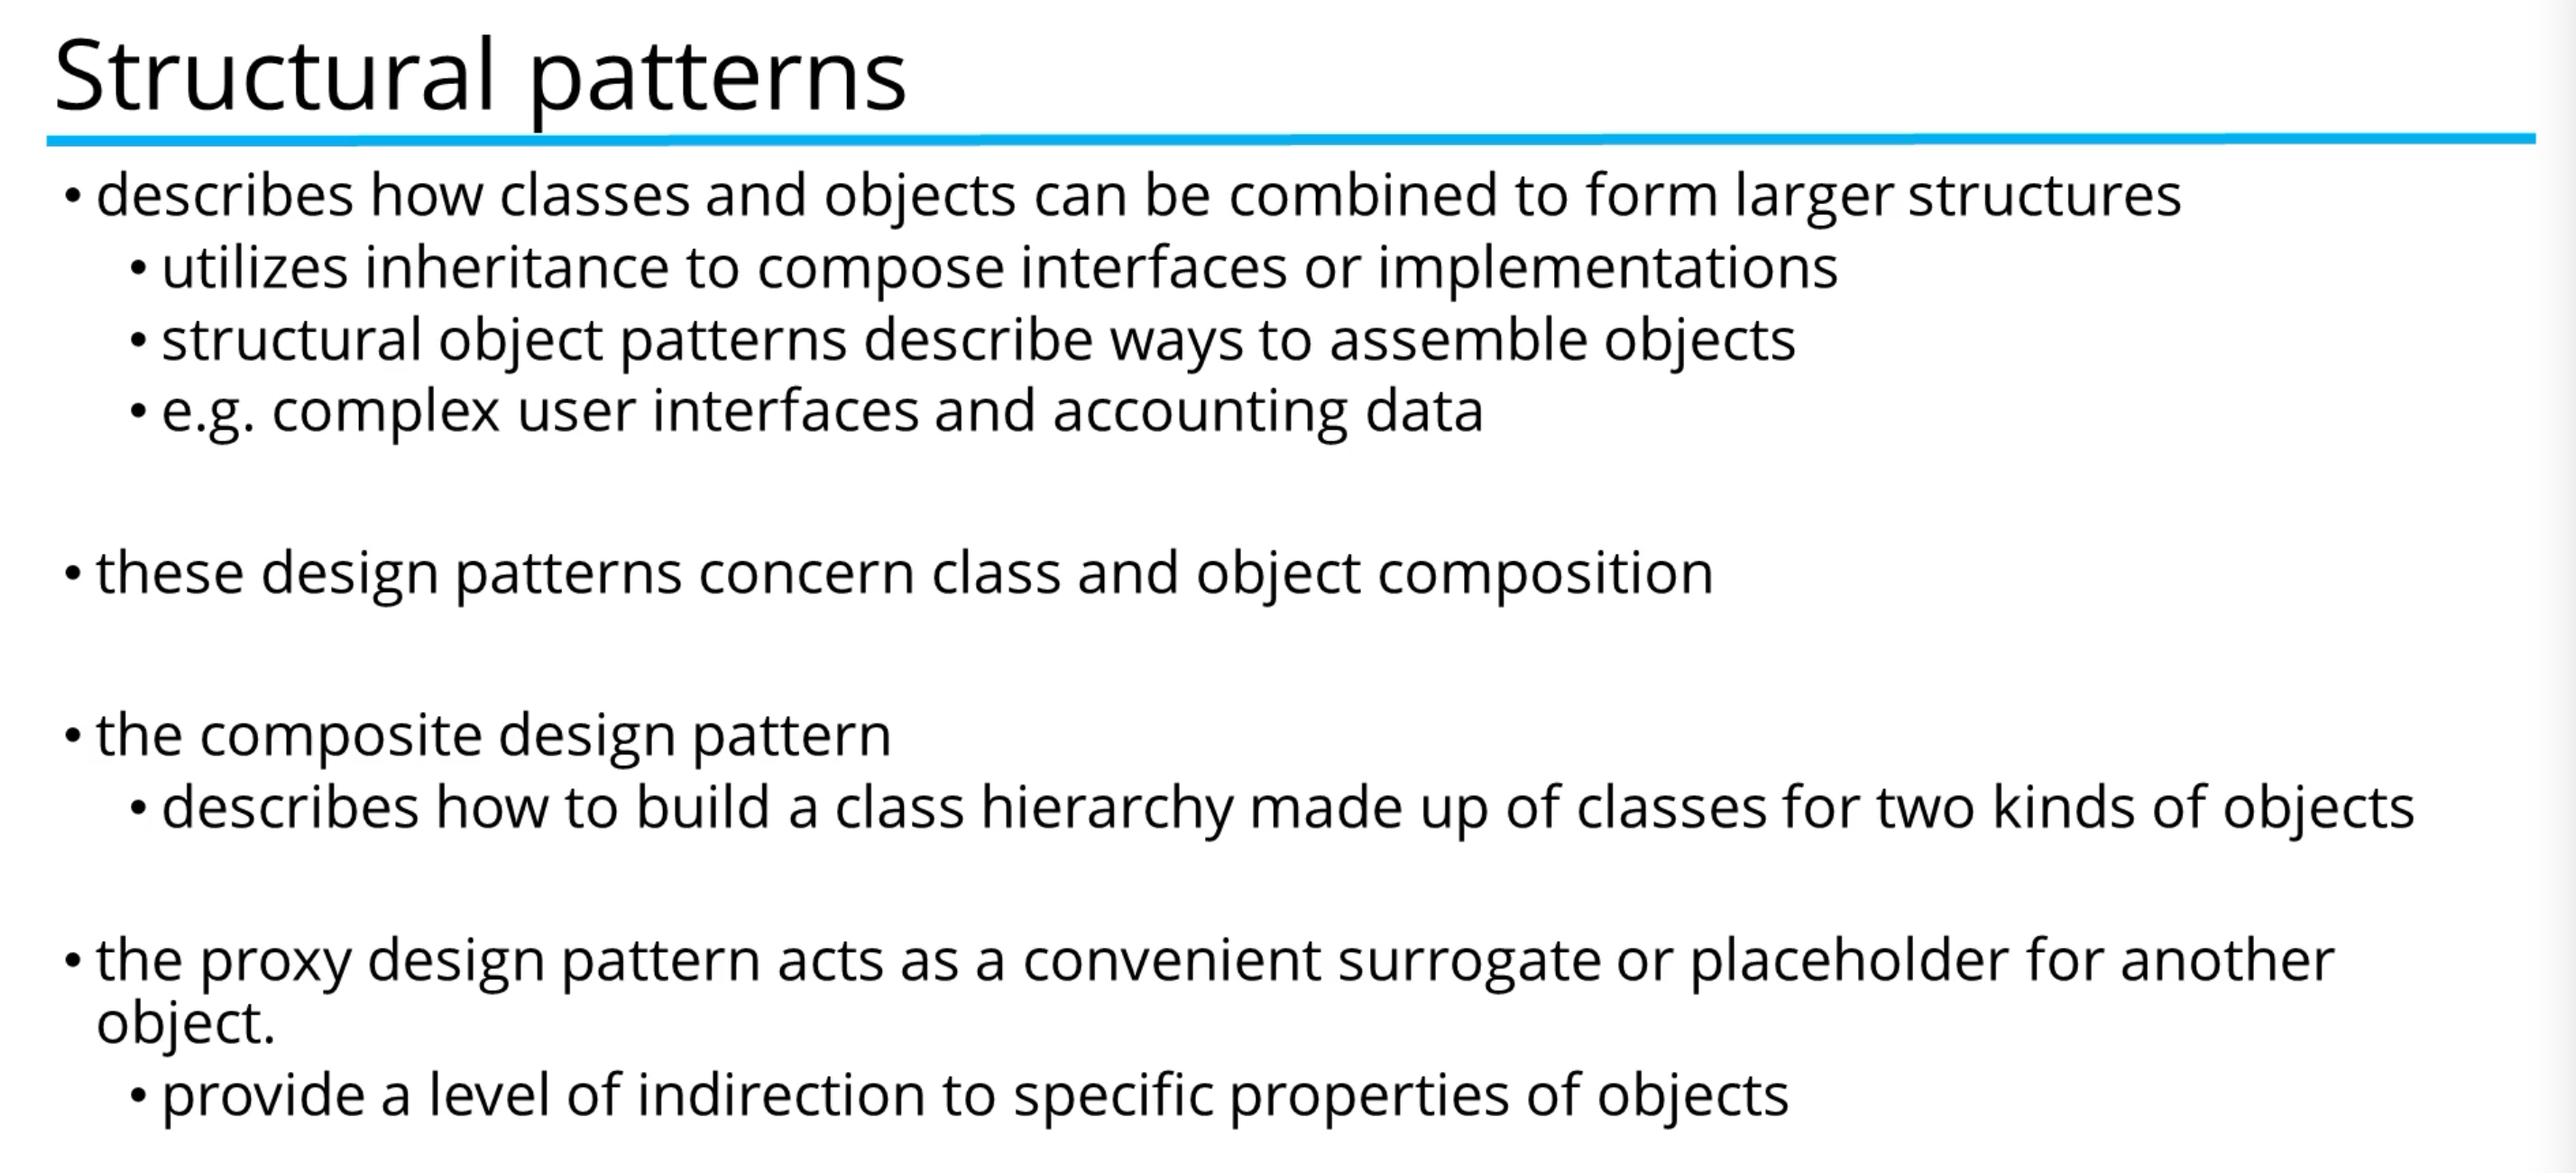 Structural patterns
• describes how classes and objects can be combined to form larger structures
• utilizes inheritance to compose interfaces or implementations
• structural object patterns describe ways to assemble objects
• e.g. complex user interfaces and accounting data
• these design patterns concern class and object composition
• the composite design pattern
• describes how to build a class hierarchy made up of classes for two kinds of objects
• the proxy design pattern acts as a convenient surrogate or placeholder for another
object.
• provide a level of indirection to specific properties of objects